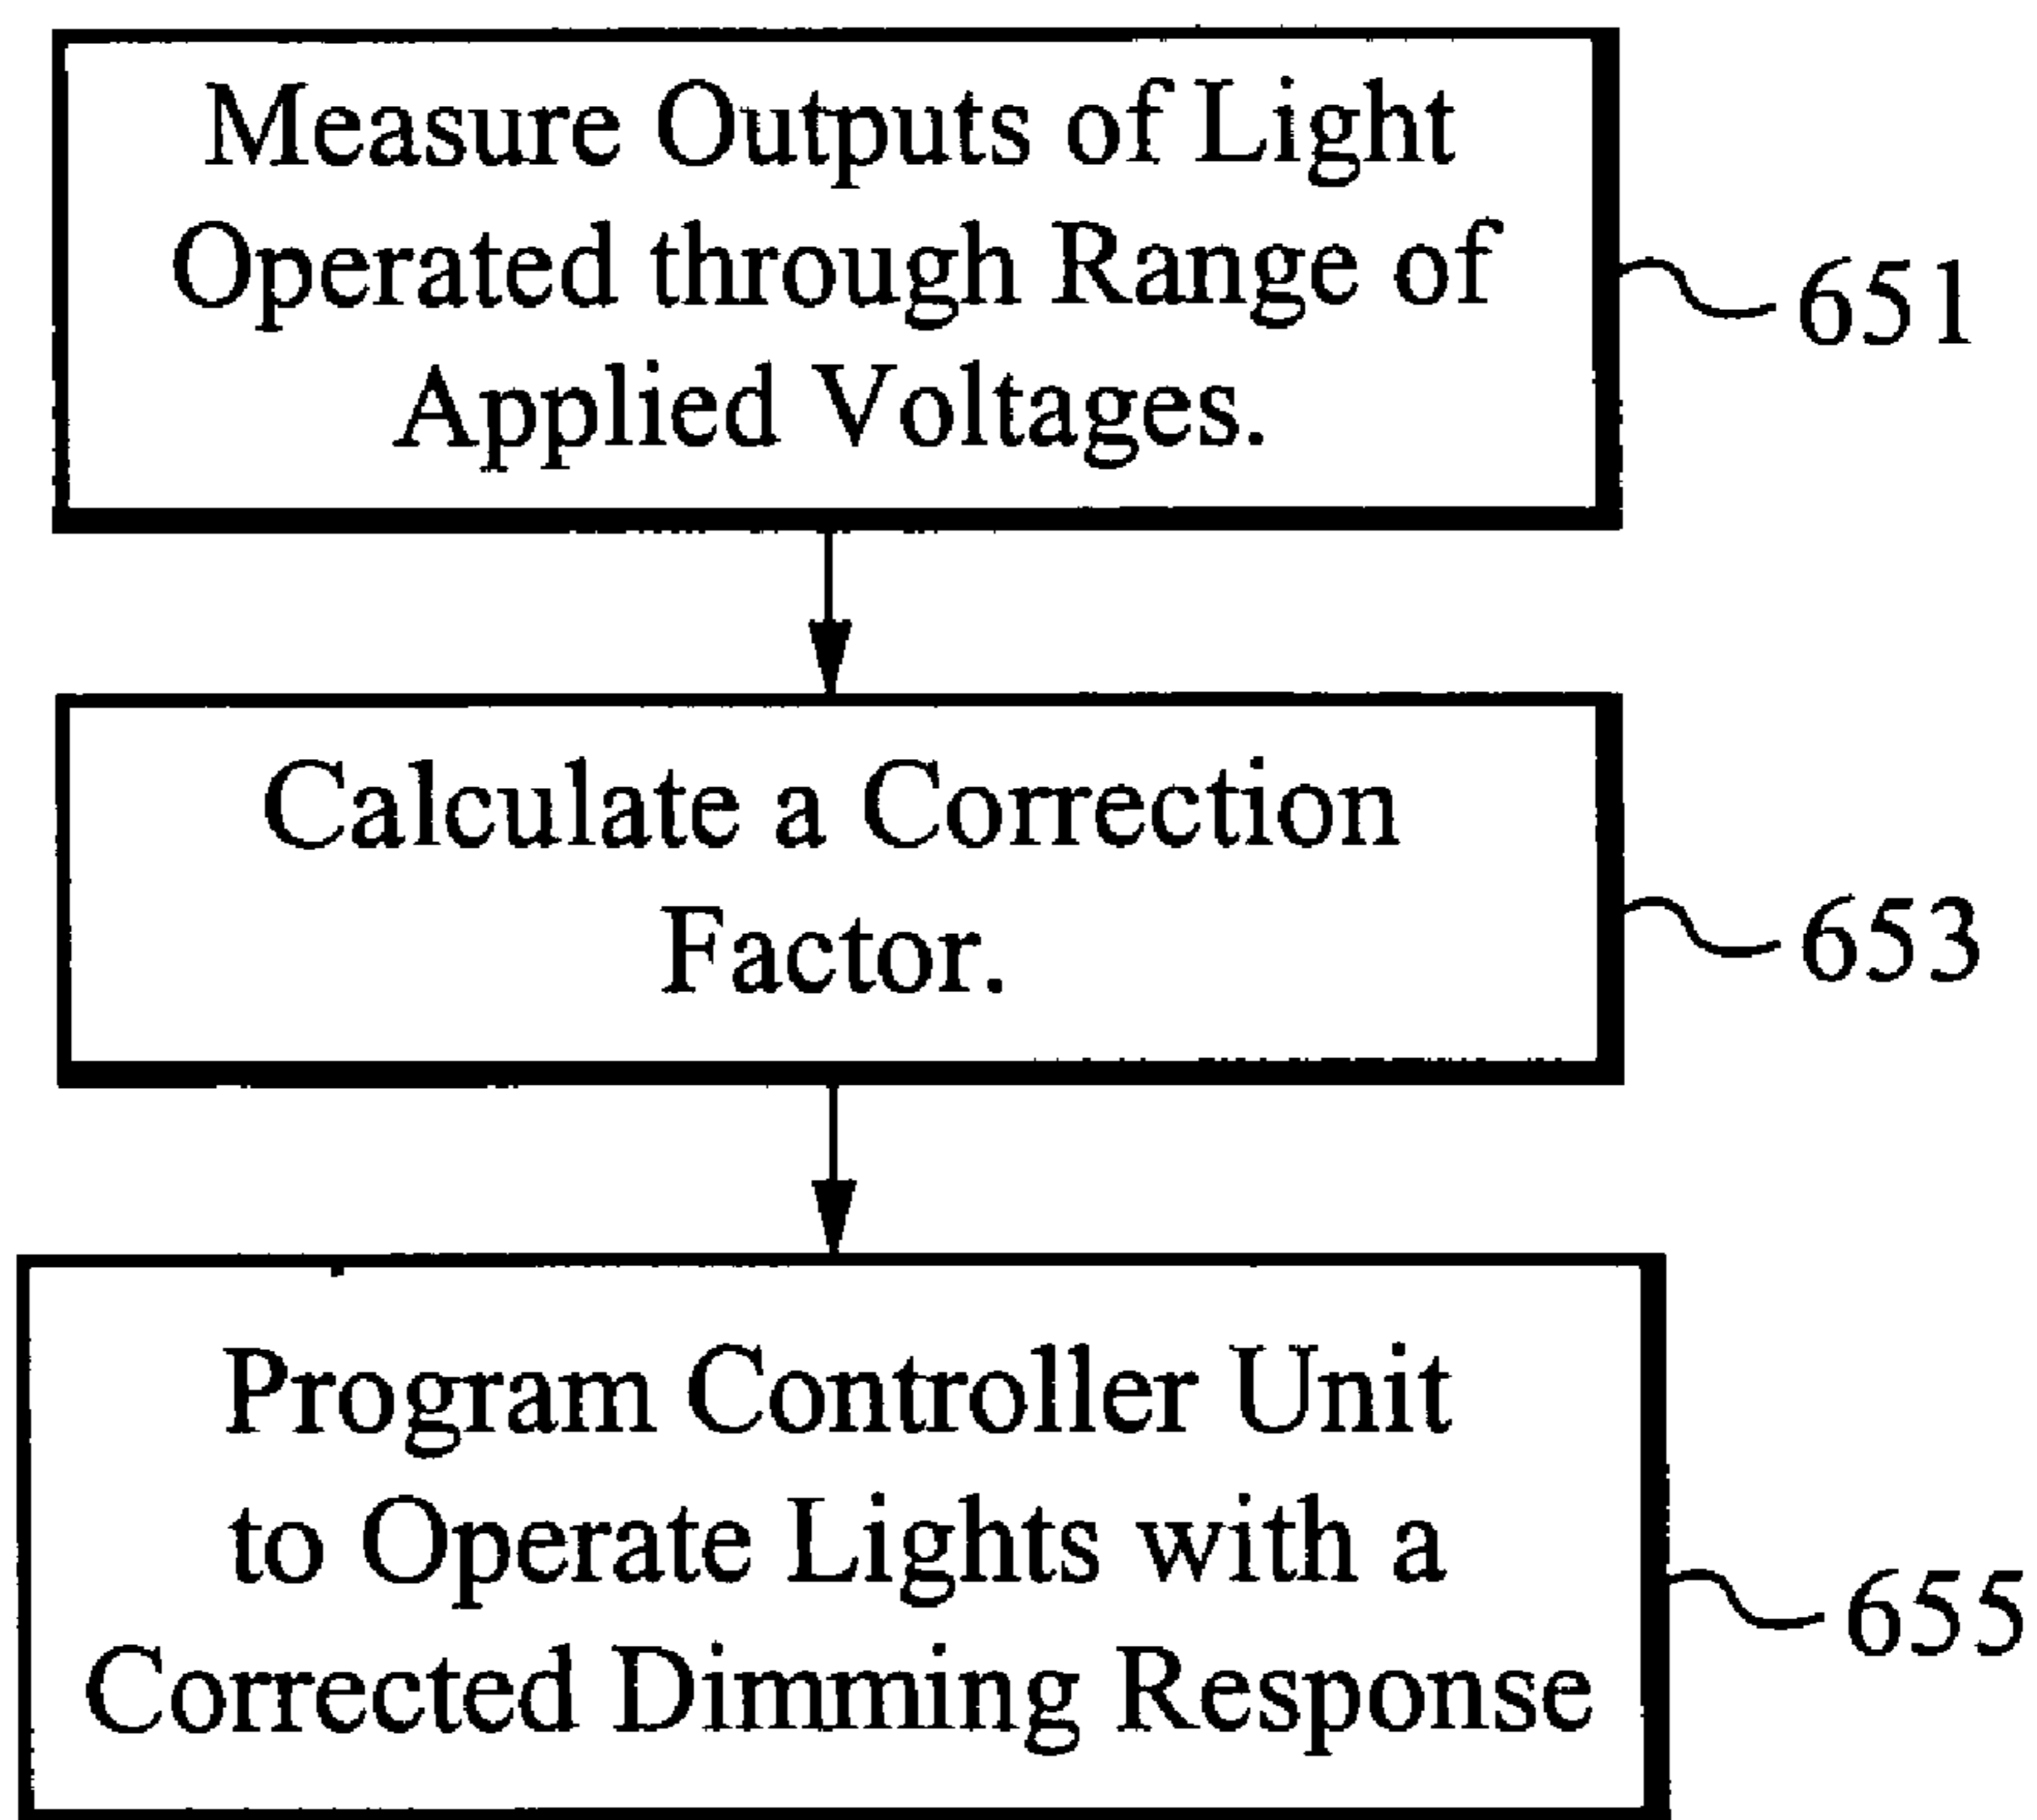 Measure Outputs of Light
Operated through Range of
Applied Voltages.
651
Calculate a Correction
Factor.
653
Program Controller Unit
to Operate Lights with a
Corrected Dimming Response
655